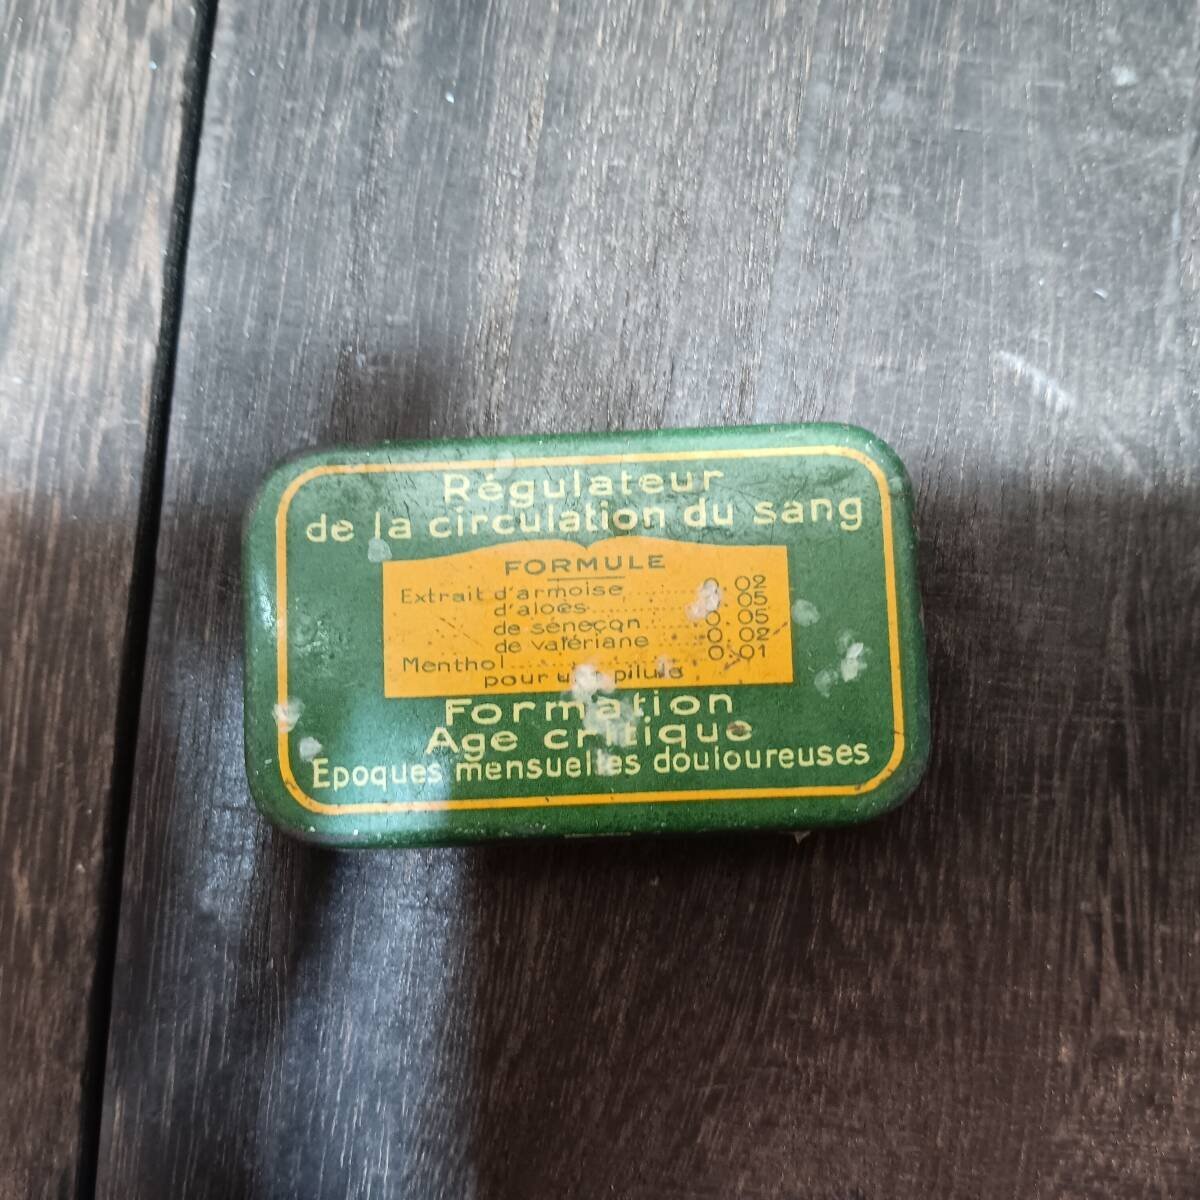 Régulateur
de la circulation du sang
FORMULE
Extrait d'armoise ........ 0.02
d'aloès ........ 0.05
de séneçon ........ 0.05
de valériane ........ 0.02
Menthol ........ 0.01
pour une pilule
Formation
Age critique
Epoques mensuelles douloureuses